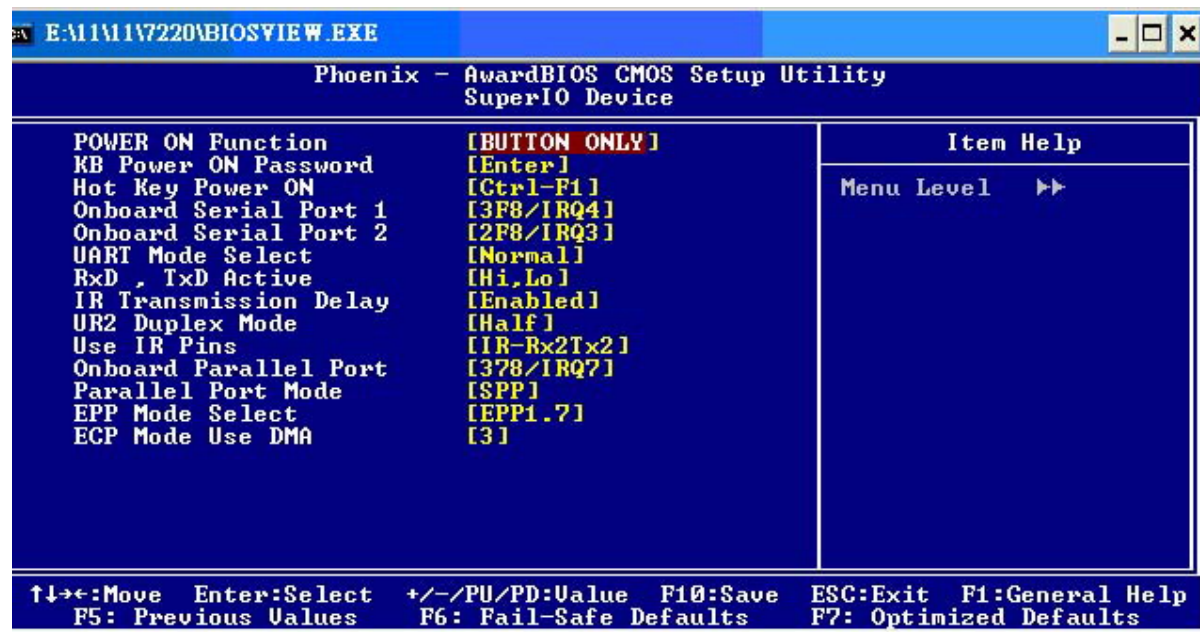 E:\11\11\7220\BIOSVIEW.EXE
Phoenix - AwardBIOS CMOS Setup Utility
SuperIO Device
POWER ON Function [BUTTON ONLY]
KB Power ON Password [Enter]
Hot Key Power ON [Ctrl-F1]
Onboard Serial Port 1 [3F8/IRQ4]
Onboard Serial Port 2 [2F8/IRQ3]
UART Mode Select [Normal]
RxD , TxD Active [Hi,Lo]
IR Transmission Delay [Enabled]
UR2 Duplex Mode [Half]
Use IR Pins [IR-Rx2Tx2]
Onboard Parallel Port [378/IRQ7]
Parallel Port Mode [SPP]
EPP Mode Select [EPP1.7]
ECP Mode Use DMA [3]
Item Help
Menu Level ▶▶
↑↓→←:Move Enter:Select +/-/PU/PD:Value F10:Save ESC:Exit F1:General Help
F5: Previous Values F6: Fail-Safe Defaults F7: Optimized Defaults